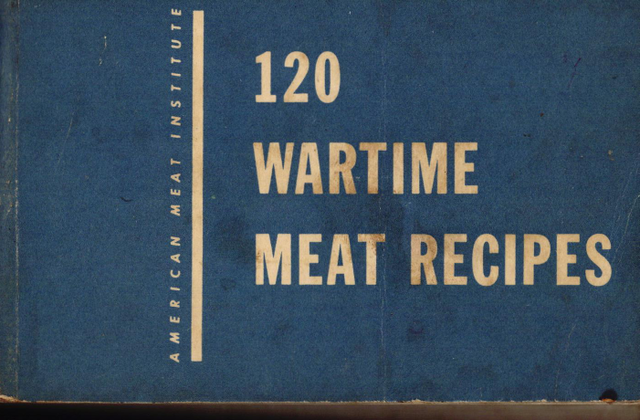 AMERICAN MEAT INSTITUTE
120
WARTIME
MEAT RECIPES